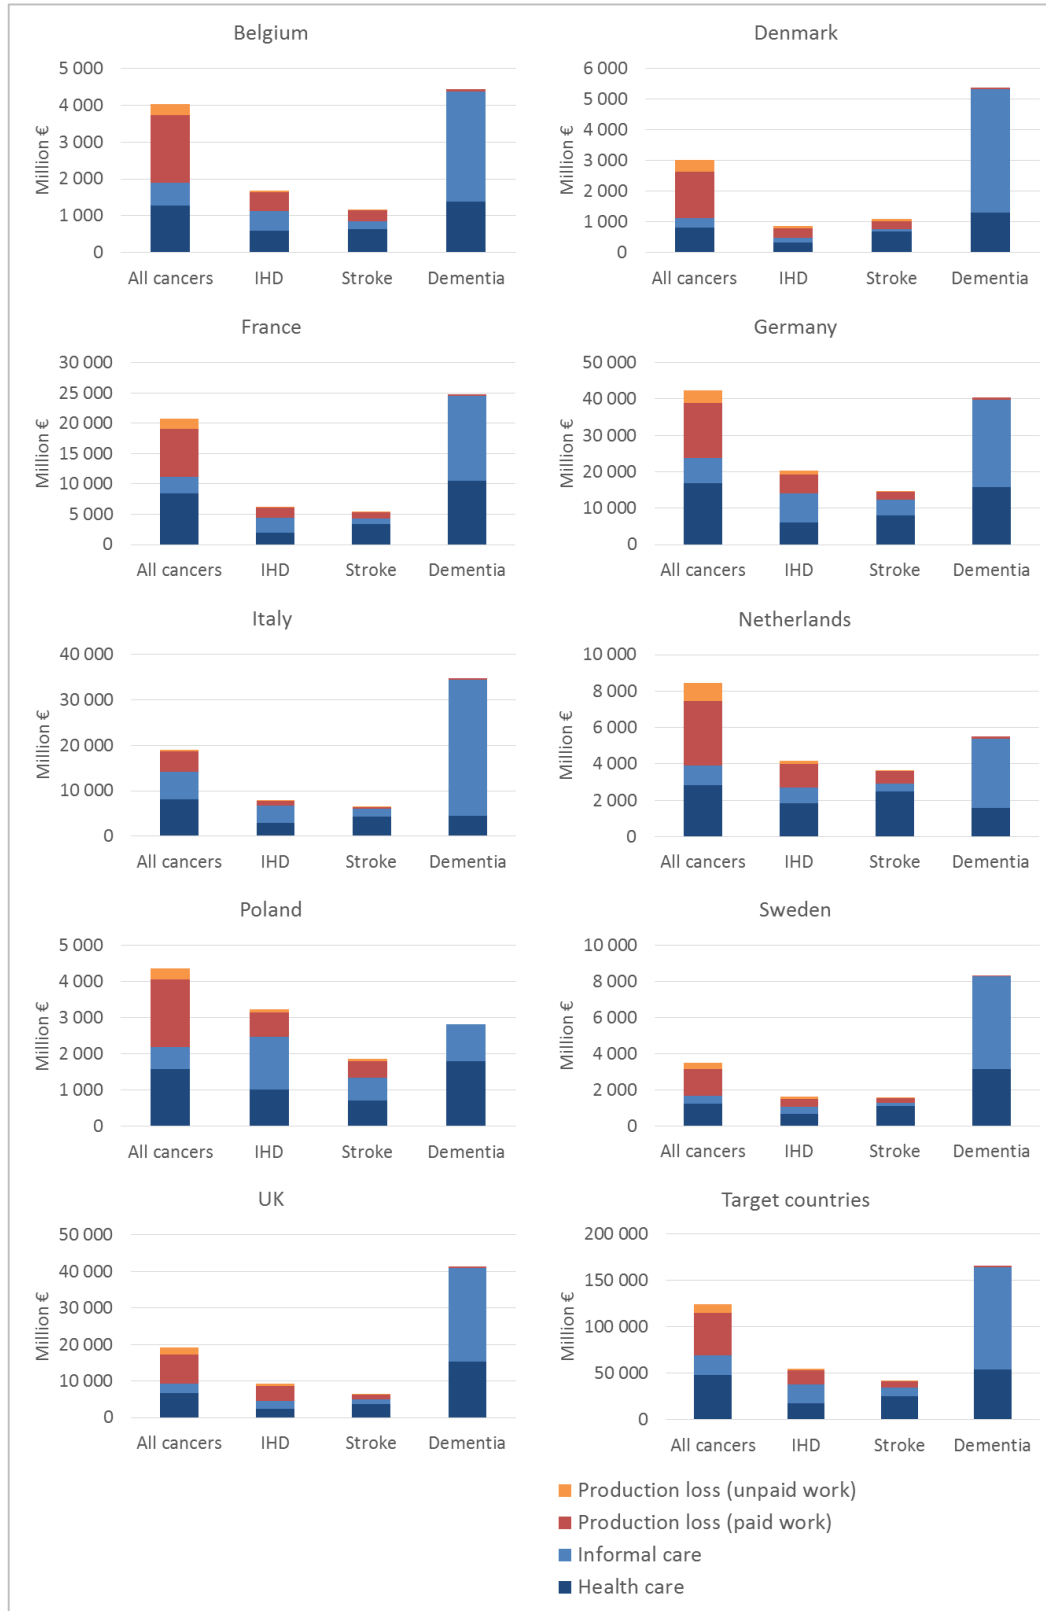 Belgium
Million €
5 000
4 000
3 000
2 000
1 000
0
All cancers IHD Stroke Dementia
Denmark
Million €
6 000
5 000
4 000
3 000
2 000
1 000
0
All cancers IHD Stroke Dementia
France
Million €
30 000
25 000
20 000
15 000
10 000
5 000
0
All cancers IHD Stroke Dementia
Germany
Million €
50 000
40 000
30 000
20 000
10 000
0
All cancers IHD Stroke Dementia
Italy
Million €
40 000
30 000
20 000
10 000
0
All cancers IHD Stroke Dementia
Netherlands
Million €
10 000
8 000
6 000
4 000
2 000
0
All cancers IHD Stroke Dementia
Poland
Million €
5 000
4 000
3 000
2 000
1 000
0
All cancers IHD Stroke Dementia
Sweden
Million €
10 000
8 000
6 000
4 000
2 000
0
All cancers IHD Stroke Dementia
UK
Million €
50 000
40 000
30 000
20 000
10 000
0
All cancers IHD Stroke Dementia
Target countries
Million €
200 000
150 000
100 000
50 000
0
All cancers IHD Stroke Dementia
Production loss (unpaid work)
Production loss (paid work)
Informal care
Health care